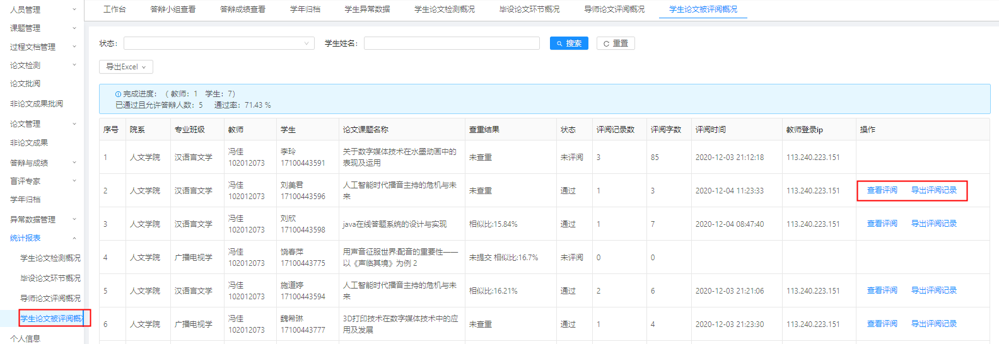 人员管理
课题管理
过程文档管理
论文检测
论文批阅
非论文成果批阅
论文管理
非论文成果
答辩与成绩
盲评专家
学年归档
异常数据管理
统计报表
学生论文检测概况
毕设论文环节概况
导师论文评阅概况
学生论文被评阅概
个人信息
工作台 答辩小组查看 答辩成绩查看 学年归档 学生异常数据 学生论文检测概况 毕设论文环节概况 导师论文评阅概况 学生论文被评阅概况
状态： 学生姓名： 搜索 重置
导出Excel
完成进度：（ 教师：1 学生：7）
已通过且允许答辩人数：5 通过率：71.43 %
序号 院系 专业班级 教师 学生 论文课题名称 查重结果 状态 评阅记录数 评阅字数 评阅时间 教师登录ip 操作
1 人文学院 汉语言文学 冯佳 102012073 李玲 17100443591 关于数字媒体技术在水墨动画中的表现及运用 未查重 未评阅 3 85 2020-12-03 21:12:18 113.240.223.151
2 人文学院 汉语言文学 冯佳 102012073 刘美君 17100443596 人工智能时代播音主持的危机与未来 未查重 通过 1 3 2020-12-04 11:23:33 113.240.223.151 查看评阅 导出评阅记录
3 人文学院 汉语言文学 冯佳 102012073 刘欣 17100443598 java在线答题系统的设计与实现 相似比:15.84% 通过 1 7 2020-12-04 08:47:40 113.240.223.151 查看评阅 导出评阅记录
4 人文学院 广播电视学 冯佳 102012073 饶春萍 17100443775 用声音征服世界:配音的重要性——以《声临其境》为例 2 未提交 相似比:16.7% 未评阅 0 0
5 人文学院 汉语言文学 冯佳 102012073 施道婷 17100443594 人工智能时代播音主持的危机与未来 相似比:16.21% 通过 2 6 2020-12-03 21:21:06 113.240.223.151 查看评阅 导出评阅记录
6 人文学院 广播电视学 冯佳 102012073 魏希琳 17100443777 3D打印技术在数字媒体技术中的应用及发展 未查重 通过 1 4 2020-12-03 21:23:30 113.240.223.151 查看评阅 导出评阅记录